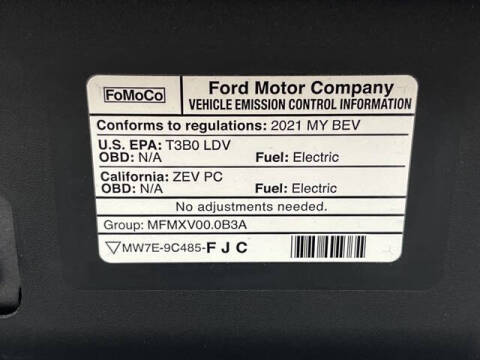 FoMoCo
Ford Motor Company
VEHICLE EMISSION CONTROL INFORMATION
Conforms to regulations: 2021 MY BEV
U.S. EPA: T3B0 LDV
OBD: N/A Fuel: Electric
California: ZEV PC
OBD: N/A Fuel: Electric
No adjustments needed.
Group: MFMXV00.0B3A
MW7E-9C485-F J C